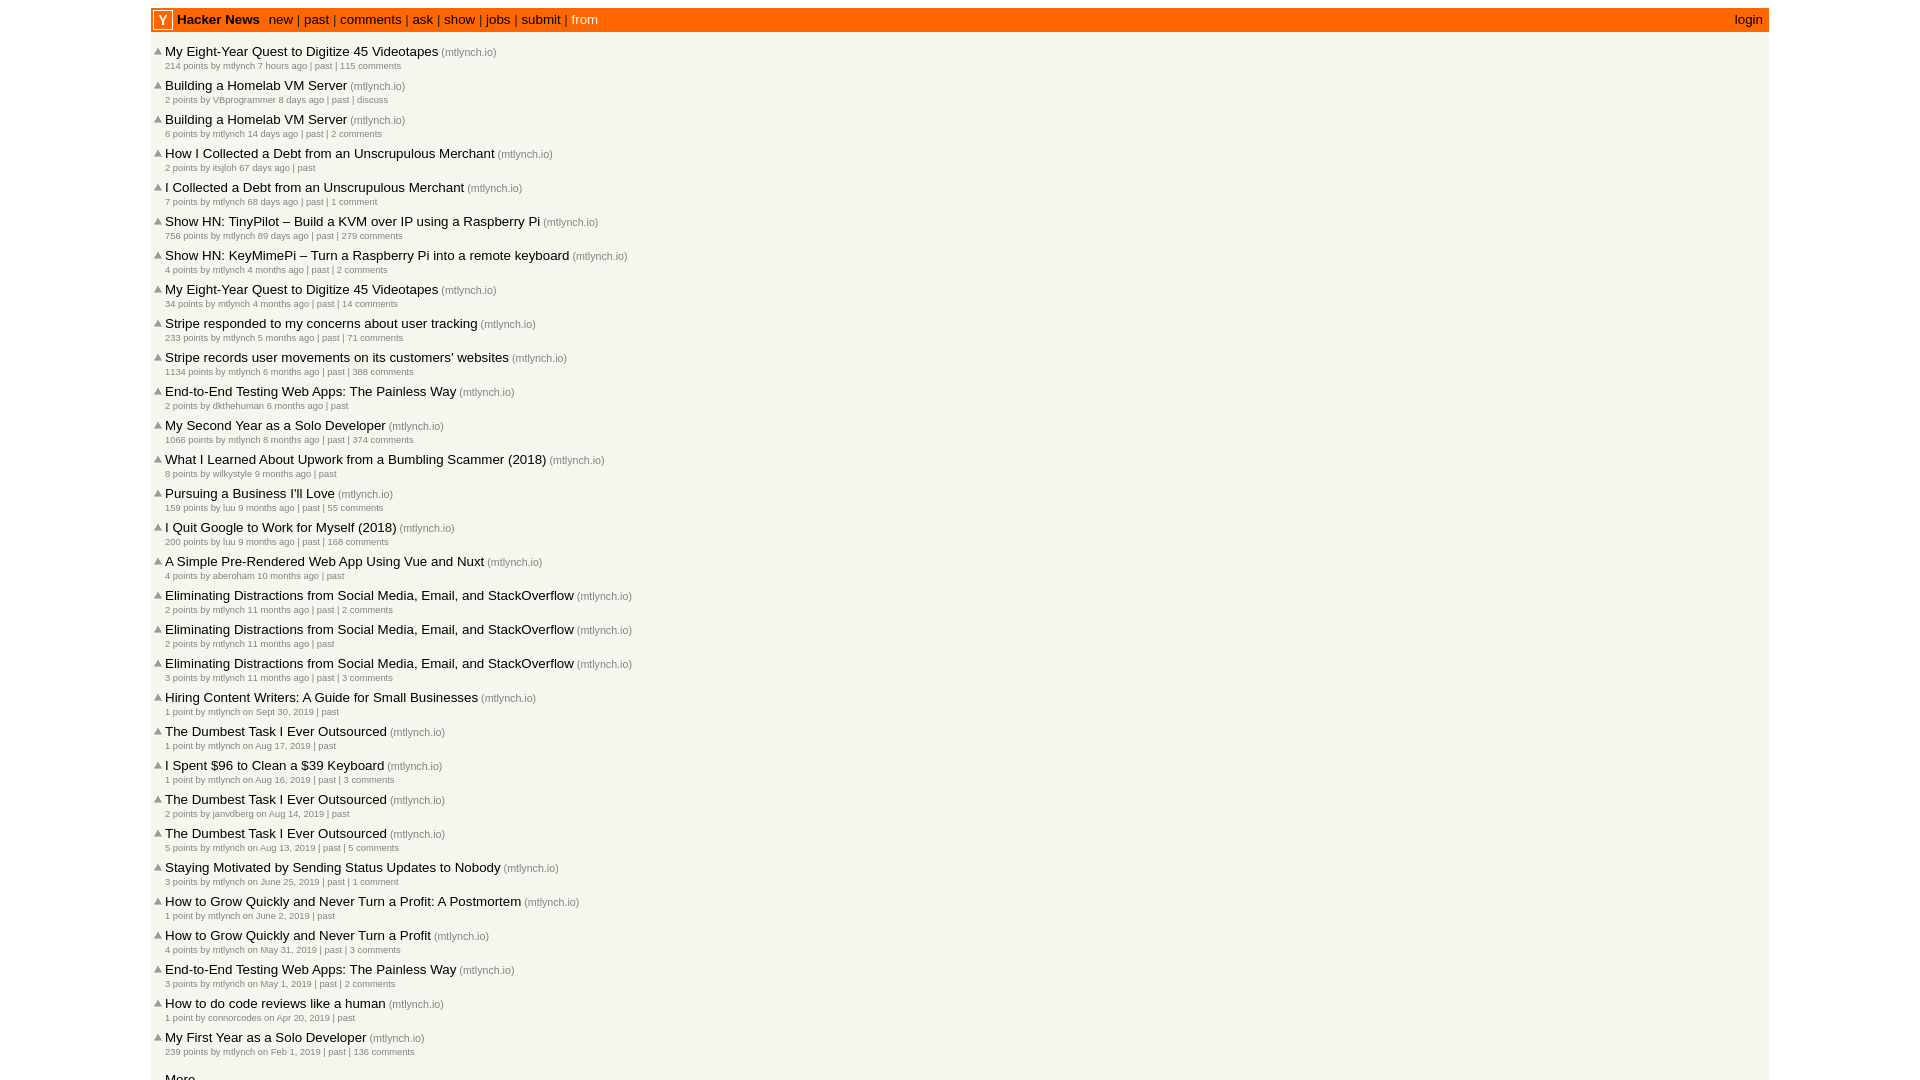 Y Hacker News new | past | comments | ask | show | jobs | submit | from login
My Eight-Year Quest to Digitize 45 Videotapes (mtlynch.io)
214 points by mtlynch 7 hours ago | past | 115 comments
Building a Homelab VM Server (mtlynch.io)
2 points by VBprogrammer 8 days ago | past | discuss
Building a Homelab VM Server (mtlynch.io)
6 points by mtlynch 14 days ago | past | 2 comments
How I Collected a Debt from an Unscrupulous Merchant (mtlynch.io)
2 points by itsjloh 67 days ago | past
I Collected a Debt from an Unscrupulous Merchant (mtlynch.io)
7 points by mtlynch 68 days ago | past | 1 comment
Show HN: TinyPilot – Build a KVM over IP using a Raspberry Pi (mtlynch.io)
756 points by mtlynch 89 days ago | past | 279 comments
Show HN: KeyMimePi – Turn a Raspberry Pi into a remote keyboard (mtlynch.io)
4 points by mtlynch 4 months ago | past | 2 comments
My Eight-Year Quest to Digitize 45 Videotapes (mtlynch.io)
34 points by mtlynch 4 months ago | past | 14 comments
Stripe responded to my concerns about user tracking (mtlynch.io)
233 points by mtlynch 5 months ago | past | 71 comments
Stripe records user movements on its customers' websites (mtlynch.io)
1134 points by mtlynch 6 months ago | past | 388 comments
End-to-End Testing Web Apps: The Painless Way (mtlynch.io)
2 points by dkthehuman 6 months ago | past
My Second Year as a Solo Developer (mtlynch.io)
1066 points by mtlynch 8 months ago | past | 374 comments
What I Learned About Upwork from a Bumbling Scammer (2018) (mtlynch.io)
8 points by wilkystyle 9 months ago | past
Pursuing a Business I'll Love (mtlynch.io)
159 points by luu 9 months ago | past | 55 comments
I Quit Google to Work for Myself (2018) (mtlynch.io)
200 points by luu 9 months ago | past | 168 comments
A Simple Pre-Rendered Web App Using Vue and Nuxt (mtlynch.io)
4 points by aberoham 10 months ago | past
Eliminating Distractions from Social Media, Email, and StackOverflow (mtlynch.io)
2 points by mtlynch 11 months ago | past | 2 comments
Eliminating Distractions from Social Media, Email, and StackOverflow (mtlynch.io)
2 points by mtlynch 11 months ago | past
Eliminating Distractions from Social Media, Email, and StackOverflow (mtlynch.io)
3 points by mtlynch 11 months ago | past | 3 comments
Hiring Content Writers: A Guide for Small Businesses (mtlynch.io)
1 point by mtlynch on Sept 30, 2019 | past
The Dumbest Task I Ever Outsourced (mtlynch.io)
1 point by mtlynch on Aug 17, 2019 | past
I Spent $96 to Clean a $39 Keyboard (mtlynch.io)
1 point by mtlynch on Aug 16, 2019 | past | 3 comments
The Dumbest Task I Ever Outsourced (mtlynch.io)
2 points by janvdberg on Aug 14, 2019 | past
The Dumbest Task I Ever Outsourced (mtlynch.io)
5 points by mtlynch on Aug 13, 2019 | past | 5 comments
Staying Motivated by Sending Status Updates to Nobody (mtlynch.io)
3 points by mtlynch on June 25, 2019 | past | 1 comment
How to Grow Quickly and Never Turn a Profit: A Postmortem (mtlynch.io)
1 point by mtlynch on June 2, 2019 | past
How to Grow Quickly and Never Turn a Profit (mtlynch.io)
4 points by mtlynch on May 31, 2019 | past | 3 comments
End-to-End Testing Web Apps: The Painless Way (mtlynch.io)
3 points by mtlynch on May 1, 2019 | past | 2 comments
How to do code reviews like a human (mtlynch.io)
1 point by connorcodes on Apr 20, 2019 | past
My First Year as a Solo Developer (mtlynch.io)
239 points by mtlynch on Feb 1, 2019 | past | 136 comments
More